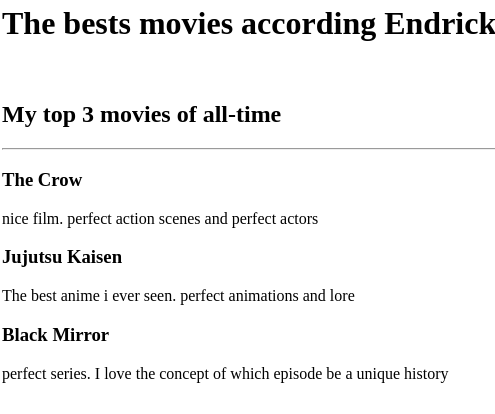 The bests movies according Endrick
My top 3 movies of all-time
The Crow
nice film. perfect action scenes and perfect actors
Jujutsu Kaisen
The best anime i ever seen. perfect animations and lore
Black Mirror
perfect series. I love the concept of which episode be a unique history